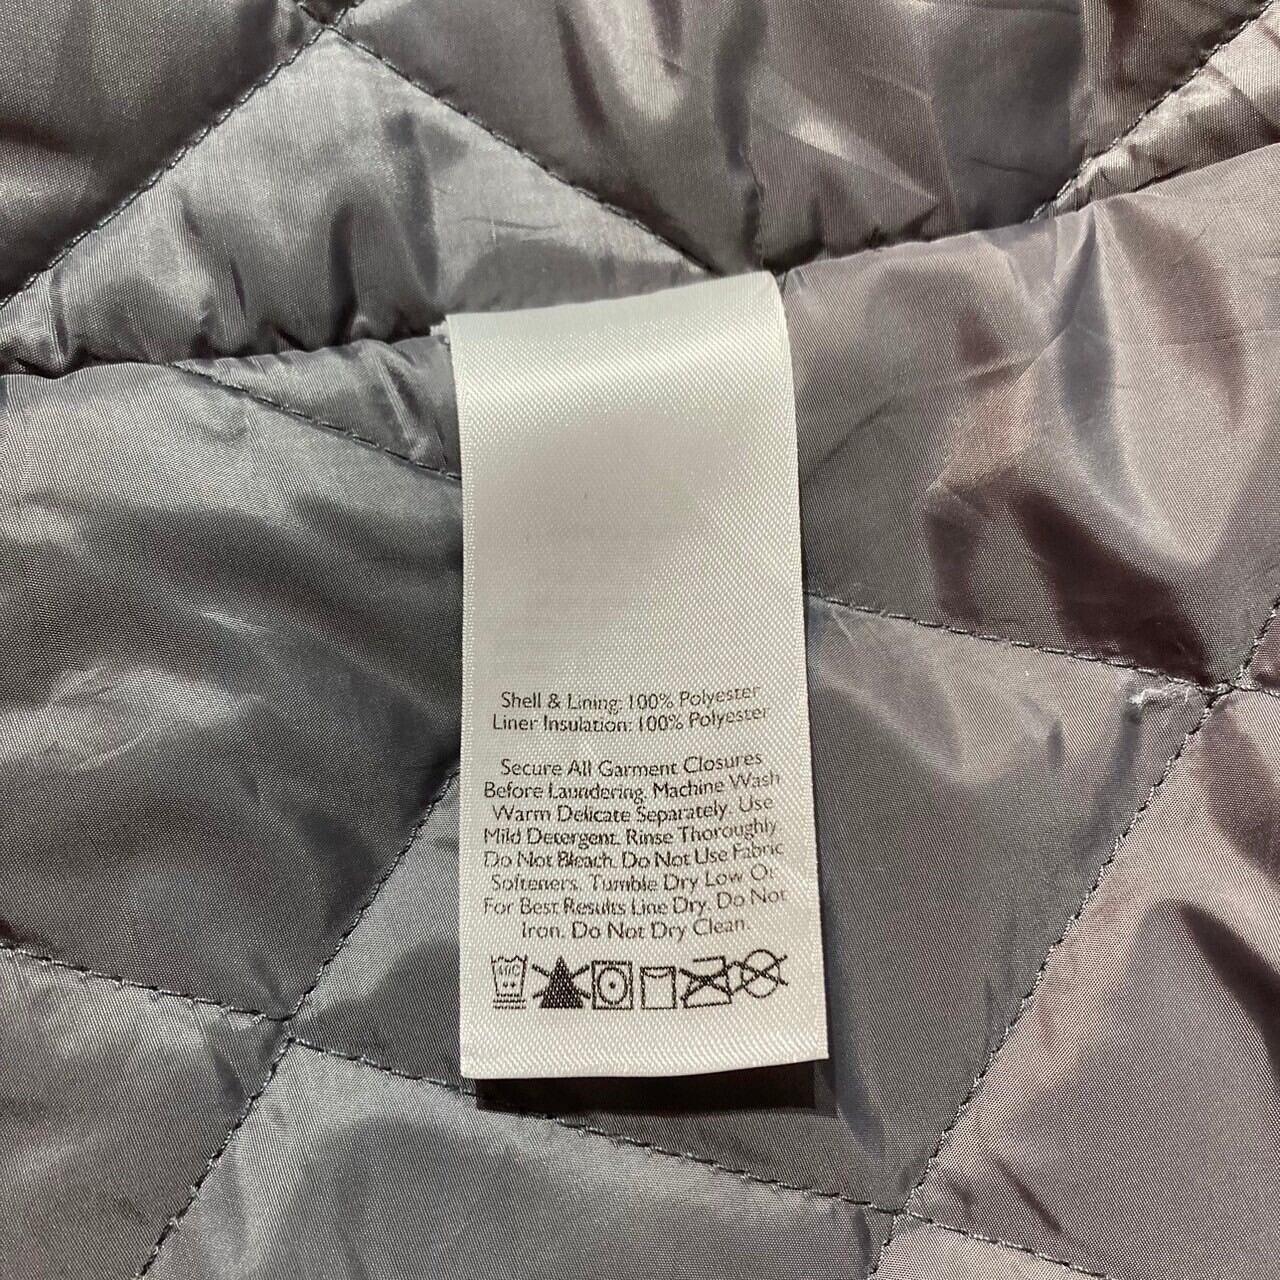 Shell & Lining: 100% Polyester
Liner Insulation: 100% Polyester
Secure All Garment Closures
Before Laundering. Machine Wash
Warm Delicate Separately. Use
Mild Detergent. Rinse Thoroughly
Do Not Bleach. Do Not Use Fabric
Softeners. Tumble Dry Low Or
For Best Results Line Dry. Do Not
Iron. Do Not Dry Clean.
40C